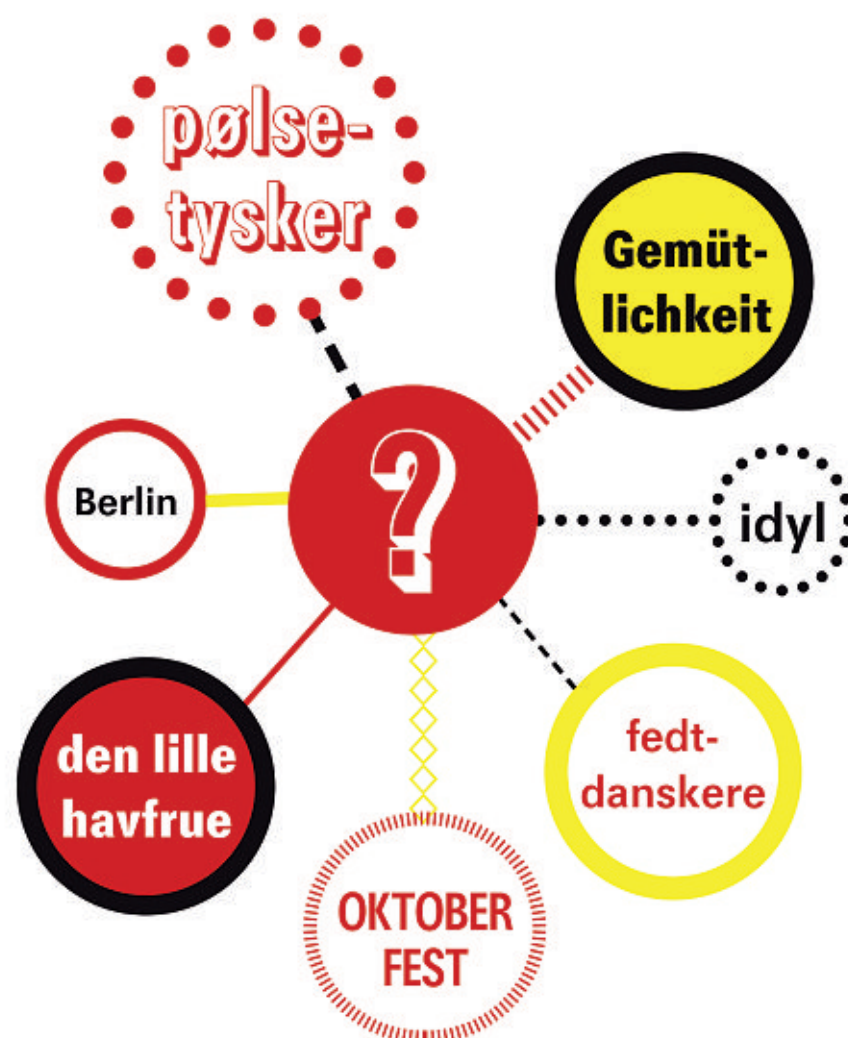 pølse-
tysker
Gemüt-
lichkeit
?
Berlin
idyl
den lille
havfrue
fedt-
danskere
OKTOBER
FEST